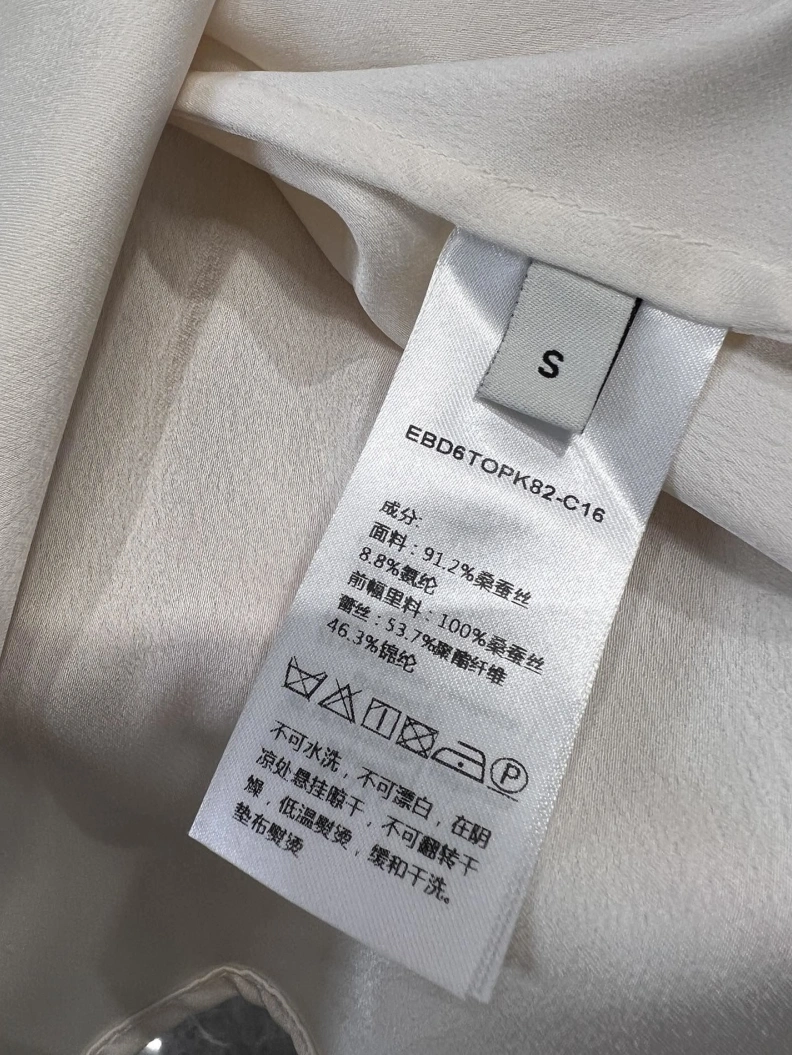 S
EBD6TOPK82-C16
成分:
面料：91.2%桑蚕丝
8.8%氨纶
前幅里料：100%桑蚕丝
蕾丝：53.7%聚酯纤维
46.3%锦纶
P
不可水洗，不可漂白，在阴
凉处悬挂晾干，不可翻转干
燥，低温熨烫，缓和干洗。
垫布熨烫